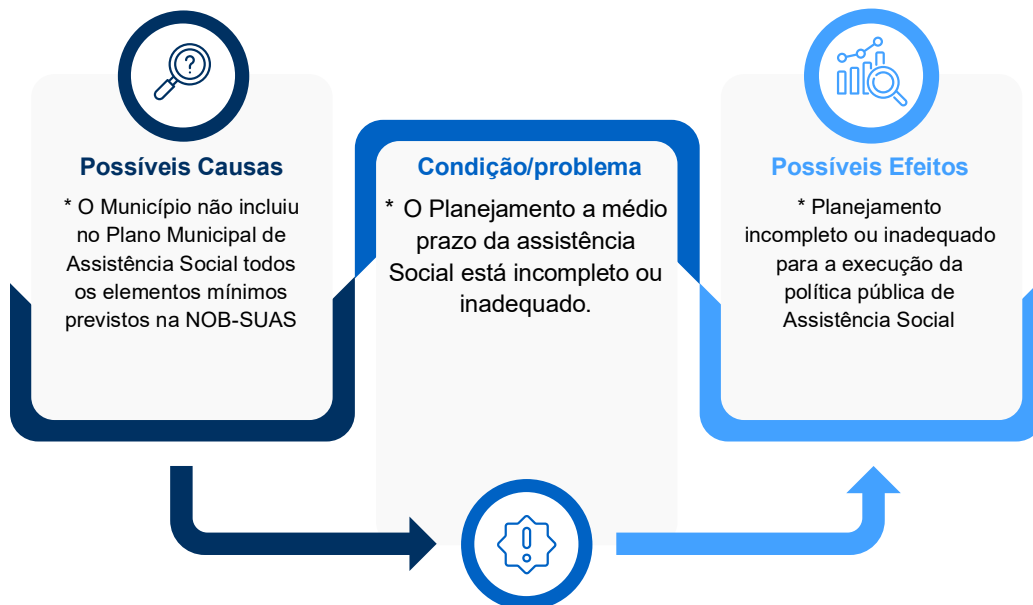 Possíveis Causas
* O Município não incluiu
no Plano Municipal de
Assistência Social todos
os elementos mínimos
previstos na NOB-SUAS
Condição/problema
* O Planejamento a médio
prazo da assistência
Social está incompleto ou
inadequado.
Possíveis Efeitos
* Planejamento
incompleto ou inadequado
para a execução da
política pública de
Assistência Social